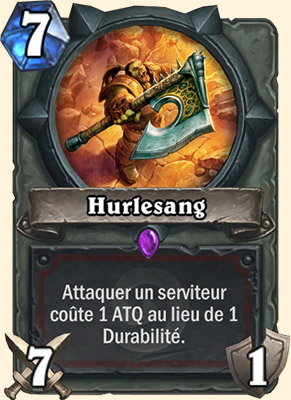 7
Hurlesang
Attaquer un serviteur
coûte 1 ATQ au lieu de 1
Durabilité.
7 1